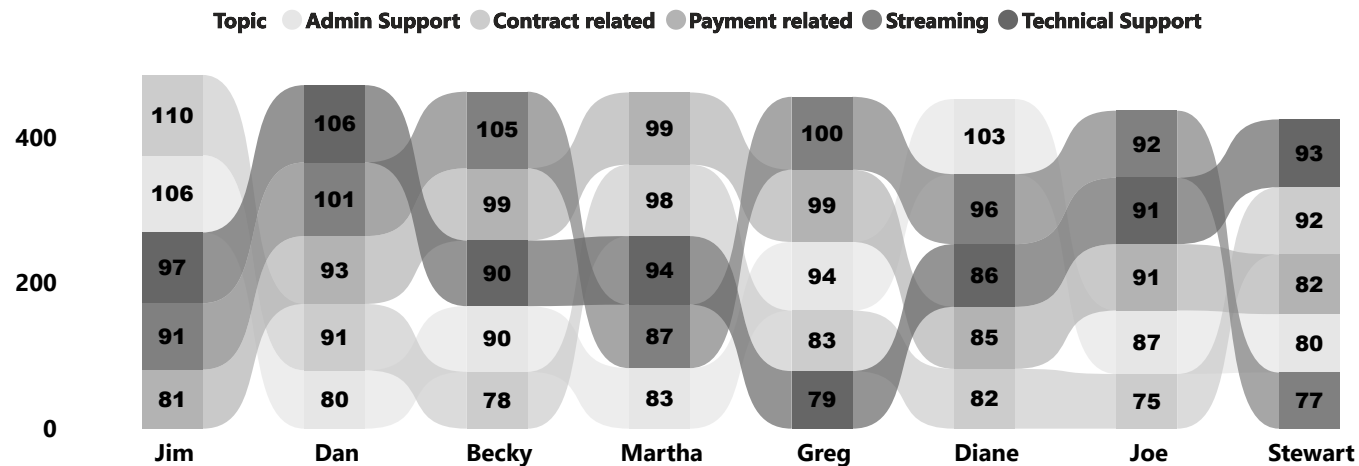 Topic Admin Support Contract related Payment related Streaming Technical Support
110 106 105 99 100 103 92 93
400
106 101 99 98 99 96 91 92
97 93 90 94 94 86 91 82
200
91 91 90 87 83 85 87 80
81 80 78 83 79 82 75 77
0
Jim Dan Becky Martha Greg Diane Joe Stewart